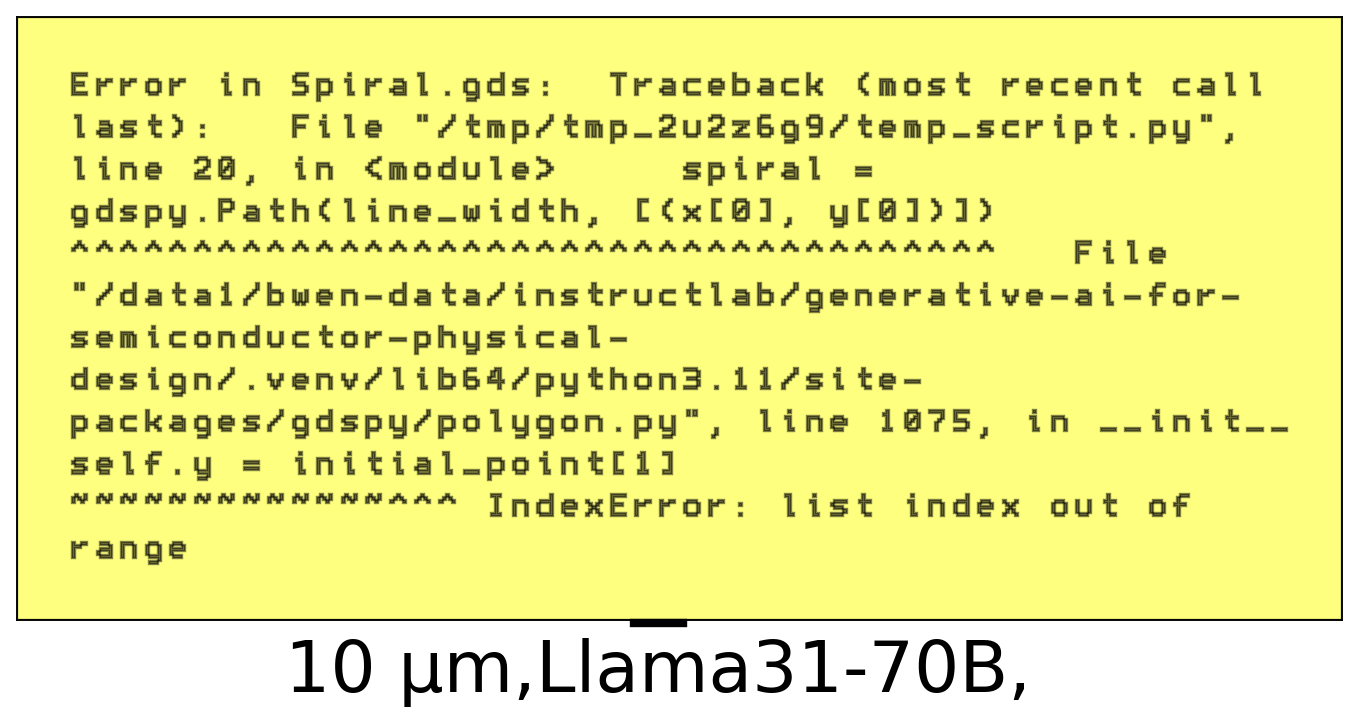 Error in Spiral.gds:  Traceback (most recent call
last):   File "/tmp/tmp_2u2z6g9/temp_script.py",
line 20, in <module>     spiral =
gdspy.Path(line_width, [(x[0], y[0])])
^^^^^^^^^^^^^^^^^^^^^^^^^^^^^^^^^^^^^^   File
"/data1/bwen-data/instructlab/generative-ai-for-
semiconductor-physical-
design/.venv/lib64/python3.11/site-
packages/gdspy/polygon.py", line 1075, in __init__
self.y = initial_point[1]
~~~~~~~~~~~~~^^^ IndexError: list index out of
range
10 µm,Llama31-70B,